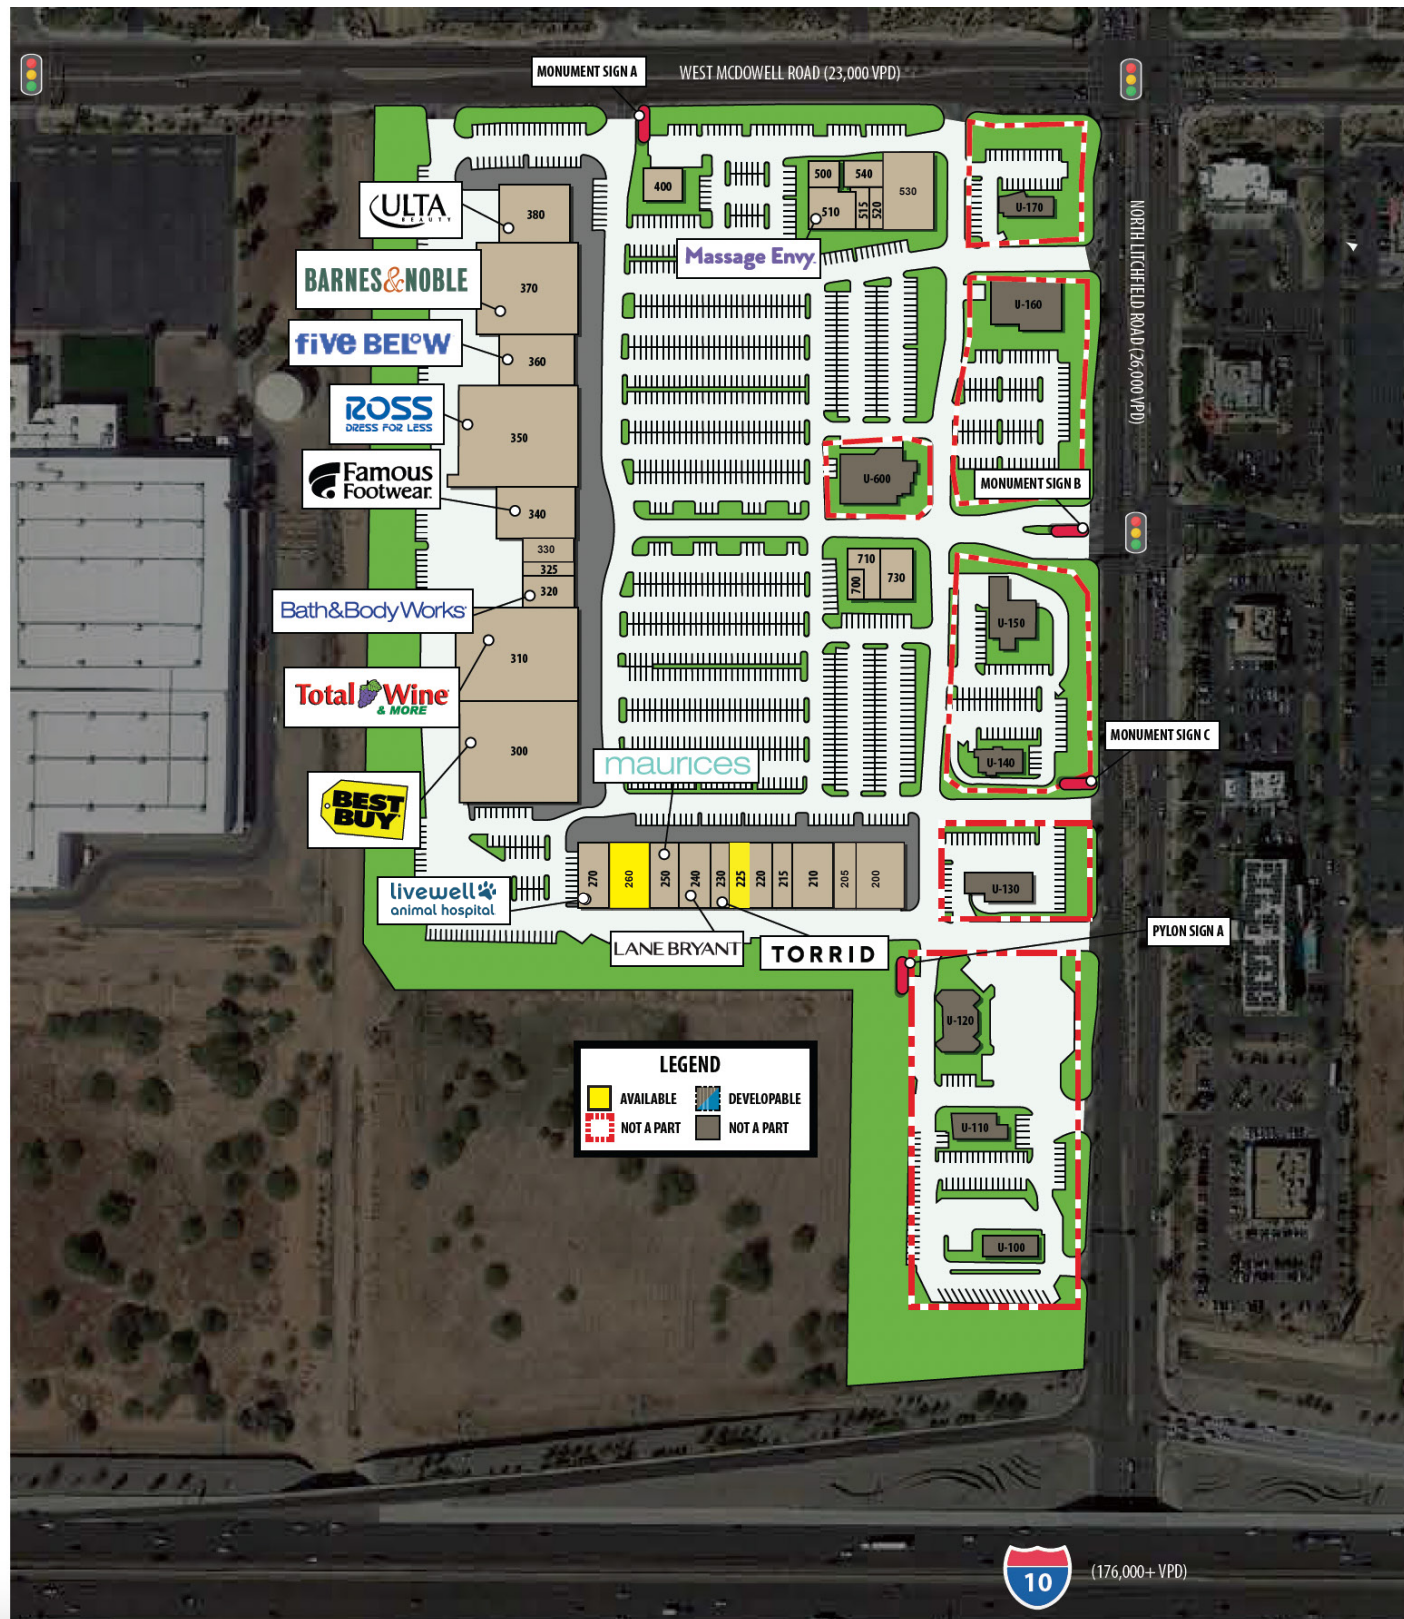 MONUMENT SIGN A
WEST MCDOWELL ROAD (23,000 VPD)
NORTH LITCHFIELD ROAD (26,000 VPD)
ULTA
BEAUTY
380
BARNES & NOBLE
370
five BELOW
360
ROSS
DRESS FOR LESS
350
Famous
Footwear.
340
330
325
320
Bath & Body Works
310
Total Wine
& MORE
300
BEST
BUY
400
500
540
530
510
515
520
Massage Envy
U-170
U-160
U-600
MONUMENT SIGN B
710
700
730
U-150
U-140
MONUMENT SIGN C
maurices
270
260
250
240
230
225
220
215
210
205
200
livewell
animal hospital
LANE BRYANT
TORRID
U-130
PYLON SIGN A
U-120
U-110
U-100
LEGEND
AVAILABLE
DEVELOPABLE
NOT A PART
NOT A PART
10
(176,000+ VPD)